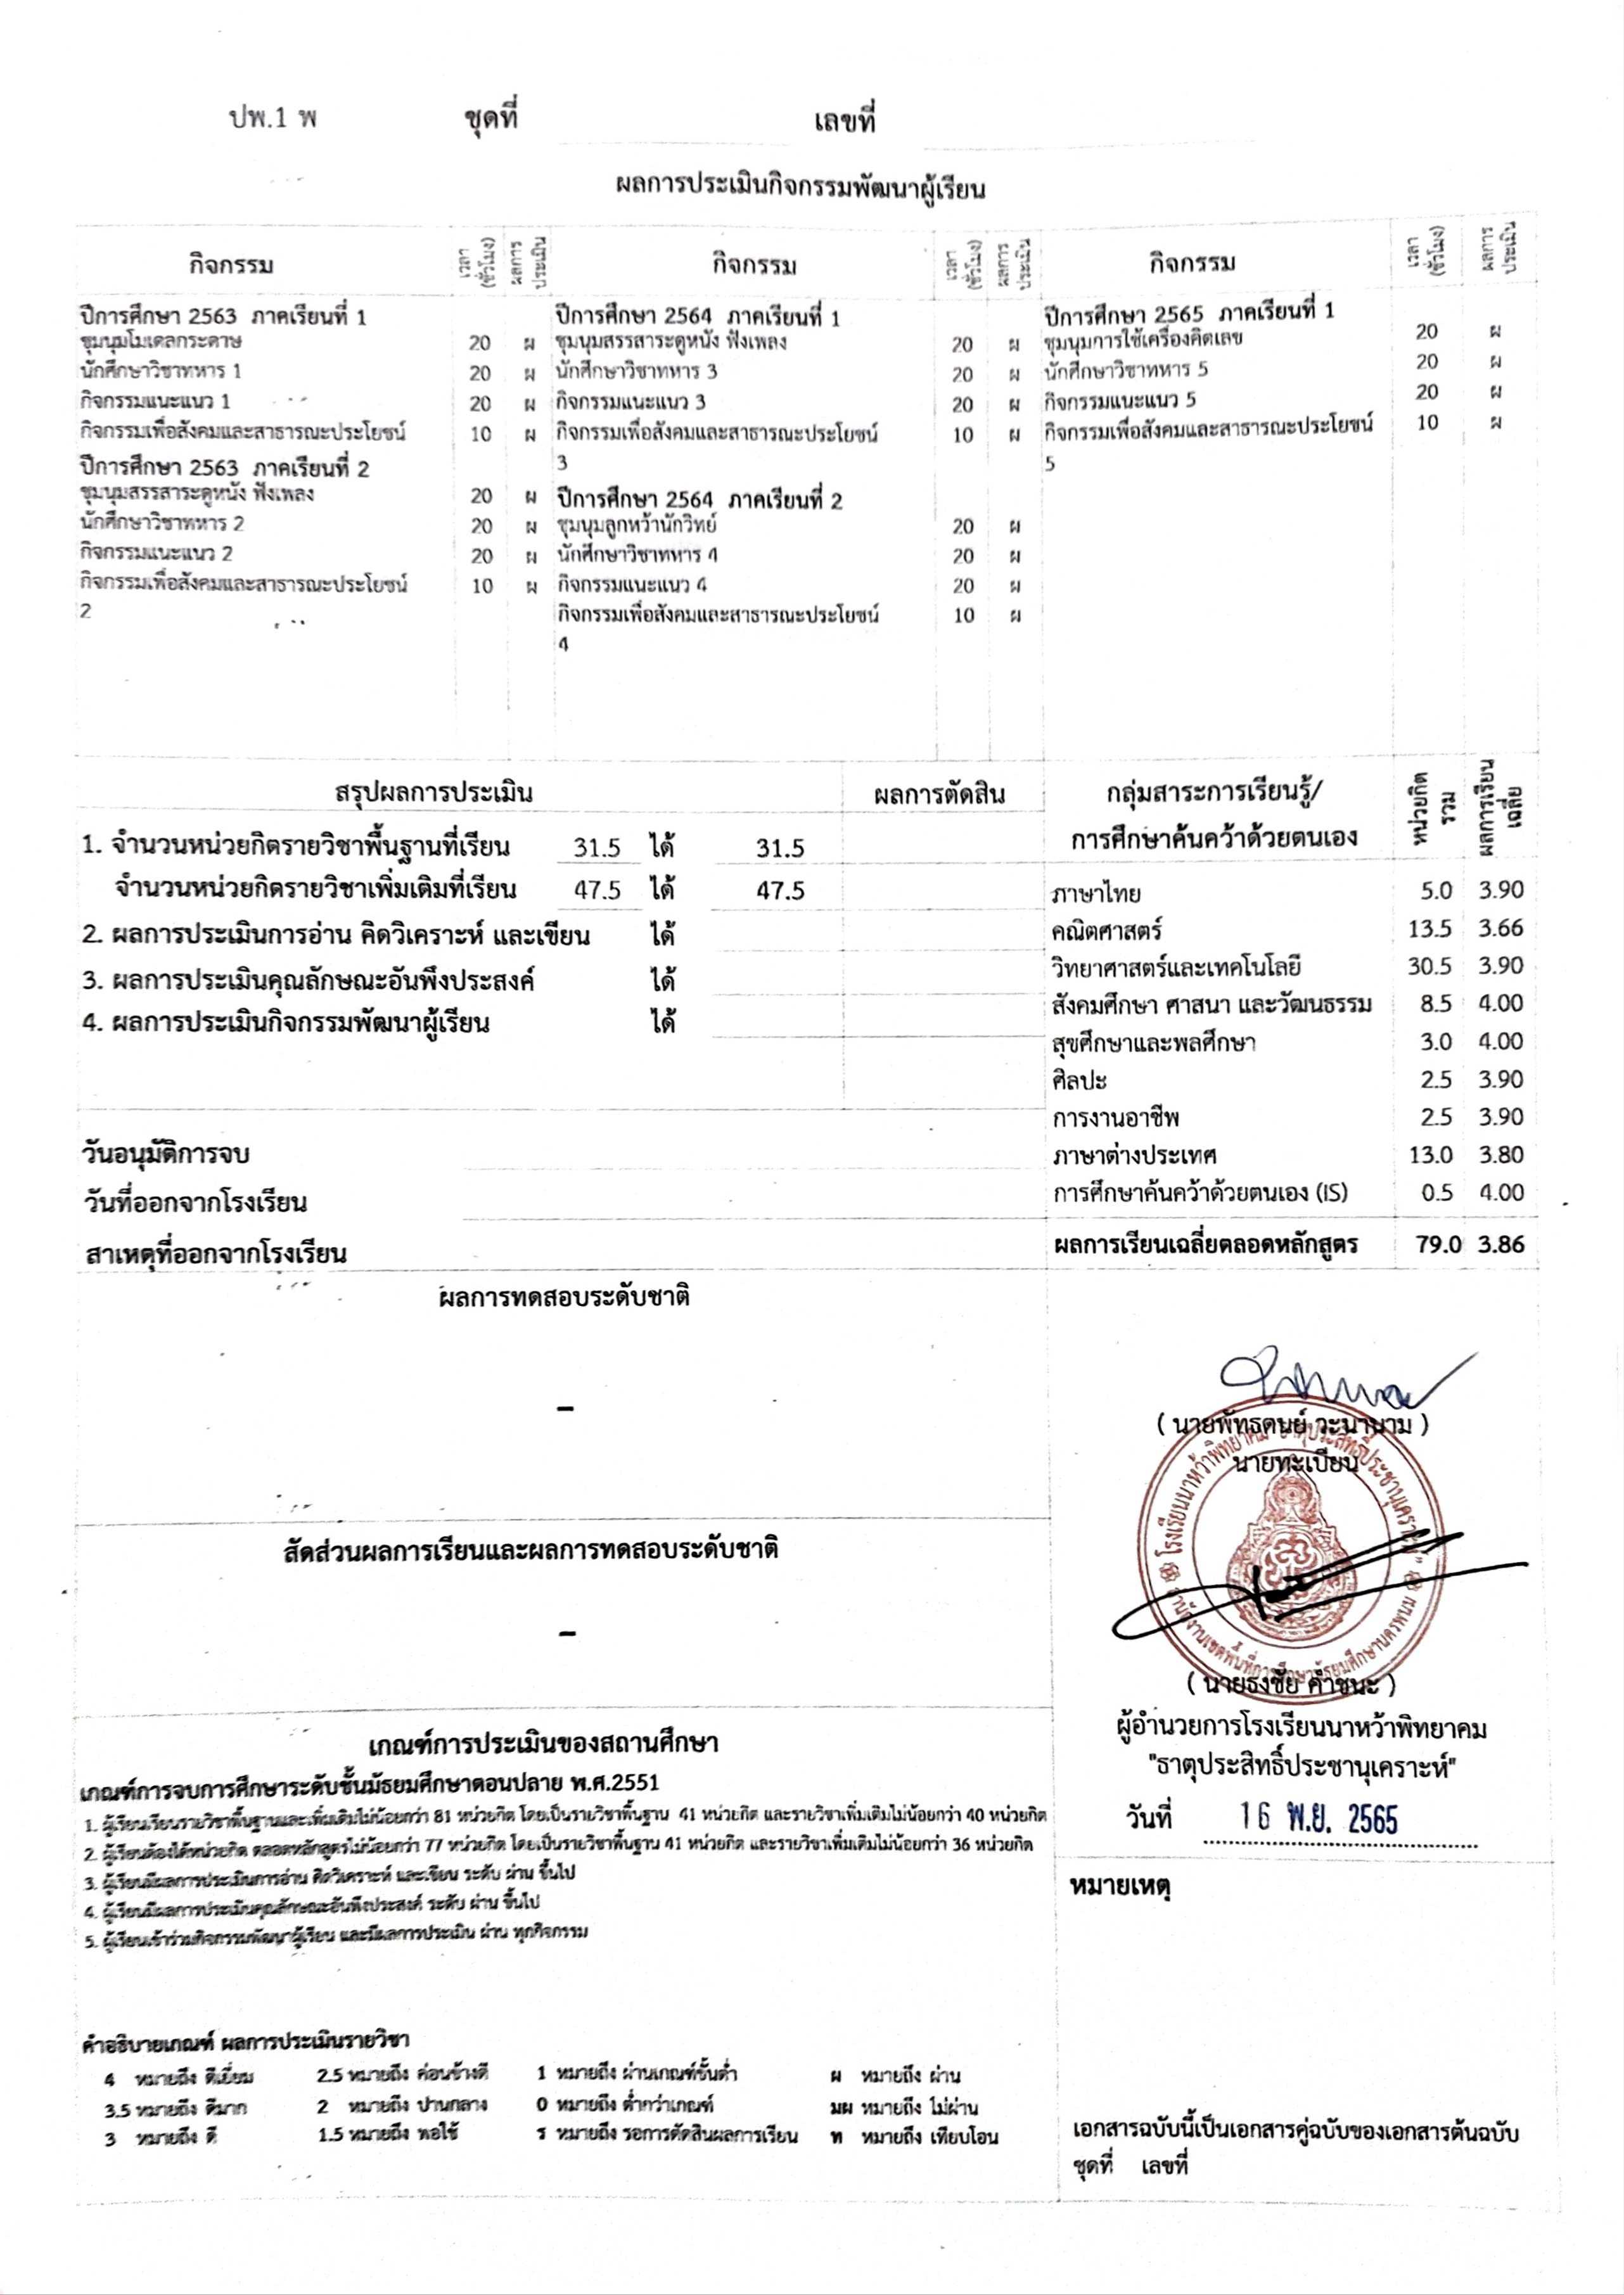 ปพ.1 พ ชุดที่ เลขที่
ผลการประเมินกิจกรรมพัฒนาผู้เรียน
กิจกรรม เวลา (ชั่วโมง) ผลการประเมิน กิจกรรม เวลา (ชั่วโมง) ผลการประเมิน กิจกรรม เวลา (ชั่วโมง) ผลการประเมิน
ปีการศึกษา 2563 ภาคเรียนที่ 1
ชุมนุมโมเดลกระดาษ 20 ผ
นักศึกษาวิชาทหาร 1 20 ผ
กิจกรรมแนะแนว 1 20 ผ
กิจกรรมเพื่อสังคมและสาธารณะประโยชน์ 10 ผ
ปีการศึกษา 2563 ภาคเรียนที่ 2
ชุมนุมสรรสาระดูหนัง ฟังเพลง 20 ผ
นักศึกษาวิชาทหาร 2 20 ผ
กิจกรรมแนะแนว 2 20 ผ
กิจกรรมเพื่อสังคมและสาธารณะประโยชน์ 10 ผ
2
ปีการศึกษา 2564 ภาคเรียนที่ 1
ชุมนุมสรรสาระดูหนัง ฟังเพลง 20 ผ
นักศึกษาวิชาทหาร 3 20 ผ
กิจกรรมแนะแนว 3 20 ผ
กิจกรรมเพื่อสังคมและสาธารณะประโยชน์ 10 ผ
3
ปีการศึกษา 2564 ภาคเรียนที่ 2
ชุมนุมลูกหว้านักวิทย์ 20 ผ
นักศึกษาวิชาทหาร 4 20 ผ
กิจกรรมแนะแนว 4 20 ผ
กิจกรรมเพื่อสังคมและสาธารณะประโยชน์ 10 ผ
4
ปีการศึกษา 2565 ภาคเรียนที่ 1
ชุมนุมการใช้เครื่องคิดเลข 20 ผ
นักศึกษาวิชาทหาร 5 20 ผ
กิจกรรมแนะแนว 5 20 ผ
กิจกรรมเพื่อสังคมและสาธารณะประโยชน์ 10 ผ
5
สรุปผลการประเมิน ผลการตัดสิน
1. จำนวนหน่วยกิตรายวิชาพื้นฐานที่เรียน 31.5 ได้ 31.5
จำนวนหน่วยกิตรายวิชาเพิ่มเติมที่เรียน 47.5 ได้ 47.5
2. ผลการประเมินการอ่าน คิดวิเคราะห์ และเขียน ได้
3. ผลการประเมินคุณลักษณะอันพึงประสงค์ ได้
4. ผลการประเมินกิจกรรมพัฒนาผู้เรียน ได้
วันอนุมัติการจบ
วันที่ออกจากโรงเรียน
สาเหตุที่ออกจากโรงเรียน
กลุ่มสาระการเรียนรู้/
การศึกษาค้นคว้าด้วยตนเอง หน่วยกิตรวม ผลการเรียนเฉลี่ย
ภาษาไทย 5.0 3.90
คณิตศาสตร์ 13.5 3.66
วิทยาศาสตร์และเทคโนโลยี 30.5 3.90
สังคมศึกษา ศาสนา และวัฒนธรรม 8.5 4.00
สุขศึกษาและพลศึกษา 3.0 4.00
ศิลปะ 2.5 3.90
การงานอาชีพ 2.5 3.90
ภาษาต่างประเทศ 13.0 3.80
การศึกษาค้นคว้าด้วยตนเอง (IS) 0.5 4.00
ผลการเรียนเฉลี่ยตลอดหลักสูตร 79.0 3.86
ผลการทดสอบระดับชาติ
-
สัดส่วนผลการเรียนและผลการทดสอบระดับชาติ
-
( นายพัทธดนย์ วะนานาม )
นายทะเบียน
โรงเรียนนาหว้าพิทยาคม "ธาตุประสิทธิ์ประชานุเคราะห์"
สำนักงานเขตพื้นที่การศึกษามัธยมศึกษานครพนม
( นายธงชัย คำชนะ )
ผู้อำนวยการโรงเรียนนาหว้าพิทยาคม
"ธาตุประสิทธิ์ประชานุเคราะห์"
วันที่ 16 พ.ย. 2565
หมายเหตุ
เกณฑ์การประเมินของสถานศึกษา
เกณฑ์การจบการศึกษาระดับชั้นมัธยมศึกษาตอนปลาย พ.ศ.2551
1. ผู้เรียนเรียนรายวิชาพื้นฐานและเพิ่มเติมไม่น้อยกว่า 81 หน่วยกิต โดยเป็นรายวิชาพื้นฐาน 41 หน่วยกิต และรายวิชาเพิ่มเติมไม่น้อยกว่า 40 หน่วยกิต
2. ผู้เรียนต้องได้หน่วยกิต ตลอดหลักสูตรไม่น้อยกว่า 77 หน่วยกิต โดยเป็นรายวิชาพื้นฐาน 41 หน่วยกิต และรายวิชาเพิ่มเติมไม่น้อยกว่า 36 หน่วยกิต
3. ผู้เรียนมีผลการประเมินการอ่าน คิดวิเคราะห์ และเขียน ระดับ ผ่าน ขึ้นไป
4. ผู้เรียนมีผลการประเมินคุณลักษณะอันพึงประสงค์ ระดับ ผ่าน ขึ้นไป
5. ผู้เรียนเข้าร่วมกิจกรรมพัฒนาผู้เรียน และมีผลการประเมิน ผ่าน ทุกกิจกรรม
คำอธิบายเกณฑ์ ผลการประเมินรายวิชา
4 หมายถึง ดีเยี่ยม 2.5 หมายถึง ค่อนข้างดี 1 หมายถึง ผ่านเกณฑ์ขั้นต่ำ ผ หมายถึง ผ่าน
3.5 หมายถึง ดีมาก 2 หมายถึง ปานกลาง 0 หมายถึง ต่ำกว่าเกณฑ์ มผ หมายถึง ไม่ผ่าน
3 หมายถึง ดี 1.5 หมายถึง พอใช้ ร หมายถึง รอการตัดสินผลการเรียน ท หมายถึง เทียบโอน
เอกสารฉบับนี้เป็นเอกสารคู่ฉบับของเอกสารต้นฉบับ
ชุดที่ เลขที่